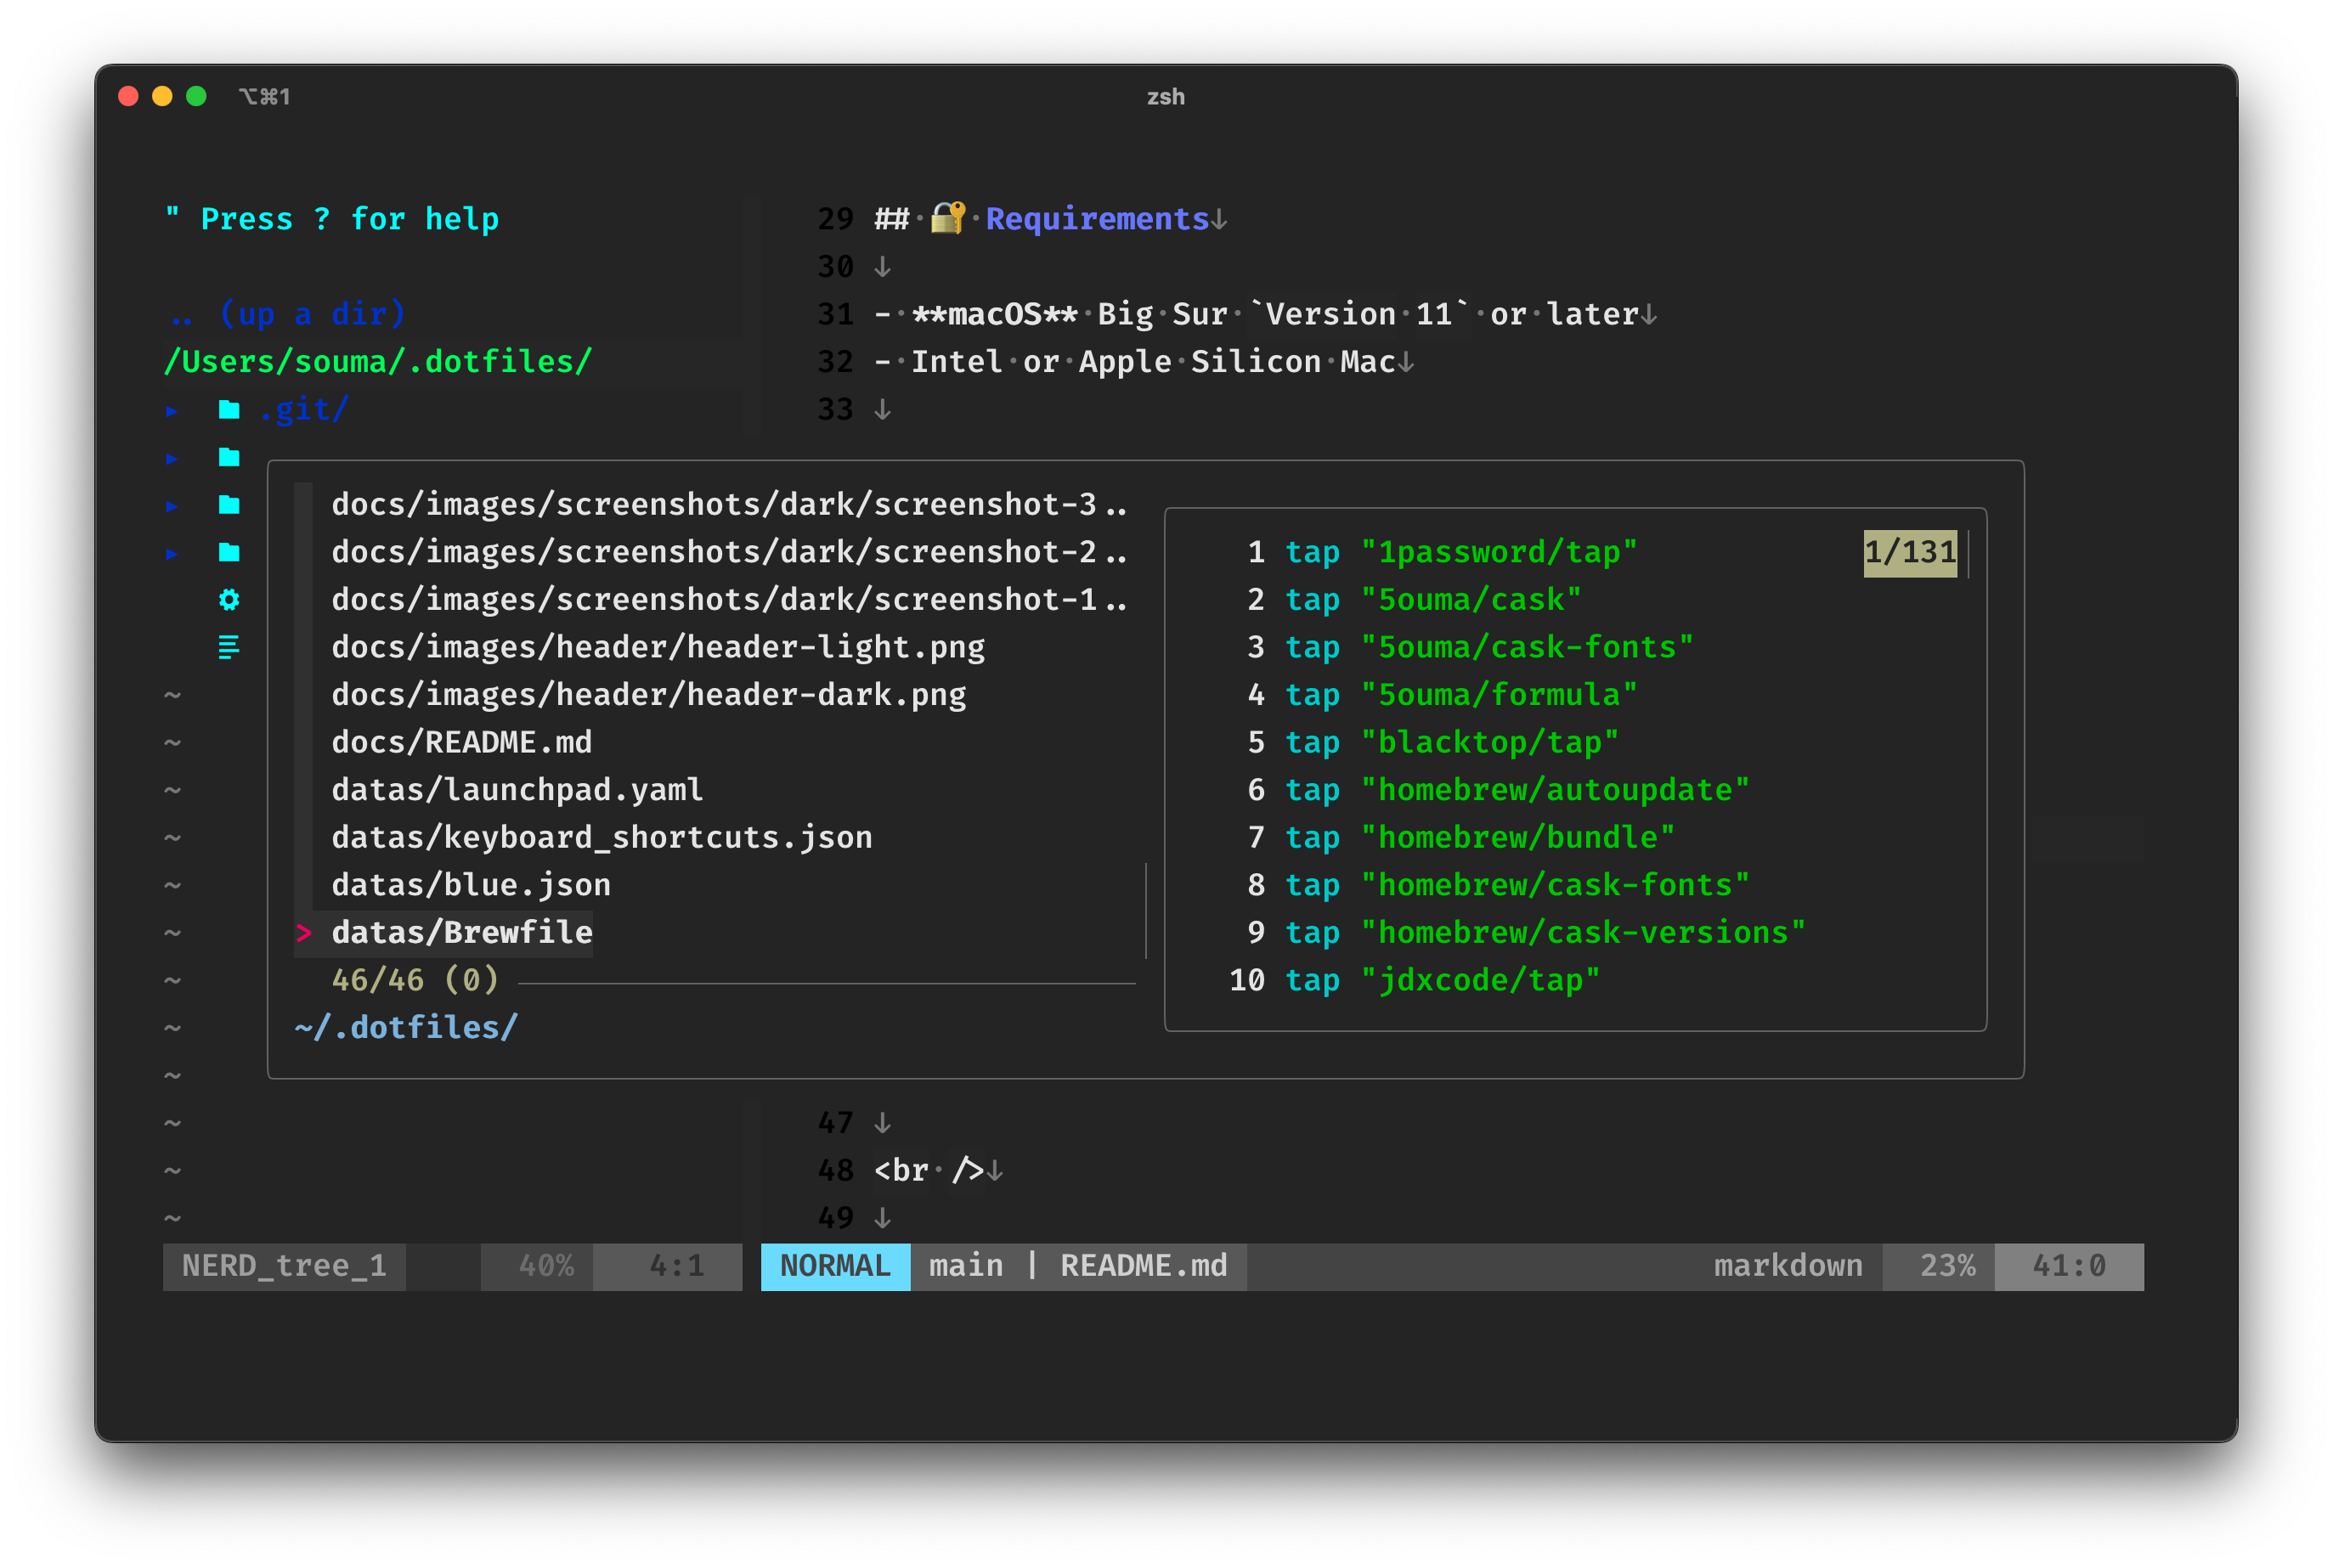 ⌥⌘1
zsh
" Press ? for help
.. (up a dir)
/Users/souma/.dotfiles/
▸ .git/
▸
▸
▸
~
~
~
~
~
~
~
~
~
~
~
~
29 ##·🔐·Requirements↓
30 ↓
31 -·**macOS**·Big·Sur·`Version·11`·or·later↓
32 -·Intel·or·Apple·Silicon·Mac↓
33 ↓
docs/images/screenshots/dark/screenshot-3..
docs/images/screenshots/dark/screenshot-2..
docs/images/screenshots/dark/screenshot-1..
docs/images/header/header-light.png
docs/images/header/header-dark.png
docs/README.md
datas/launchpad.yaml
datas/keyboard_shortcuts.json
datas/blue.json
> datas/Brewfile
46/46 (0)
~/.dotfiles/
1 tap "1password/tap" 1/131
2 tap "5ouma/cask"
3 tap "5ouma/cask-fonts"
4 tap "5ouma/formula"
5 tap "blacktop/tap"
6 tap "homebrew/autoupdate"
7 tap "homebrew/bundle"
8 tap "homebrew/cask-fonts"
9 tap "homebrew/cask-versions"
10 tap "jdxcode/tap"
47 ↓
48 <br·/>↓
49 ↓
NERD_tree_1 40% 4:1
NORMAL main | README.md markdown 23% 41:0